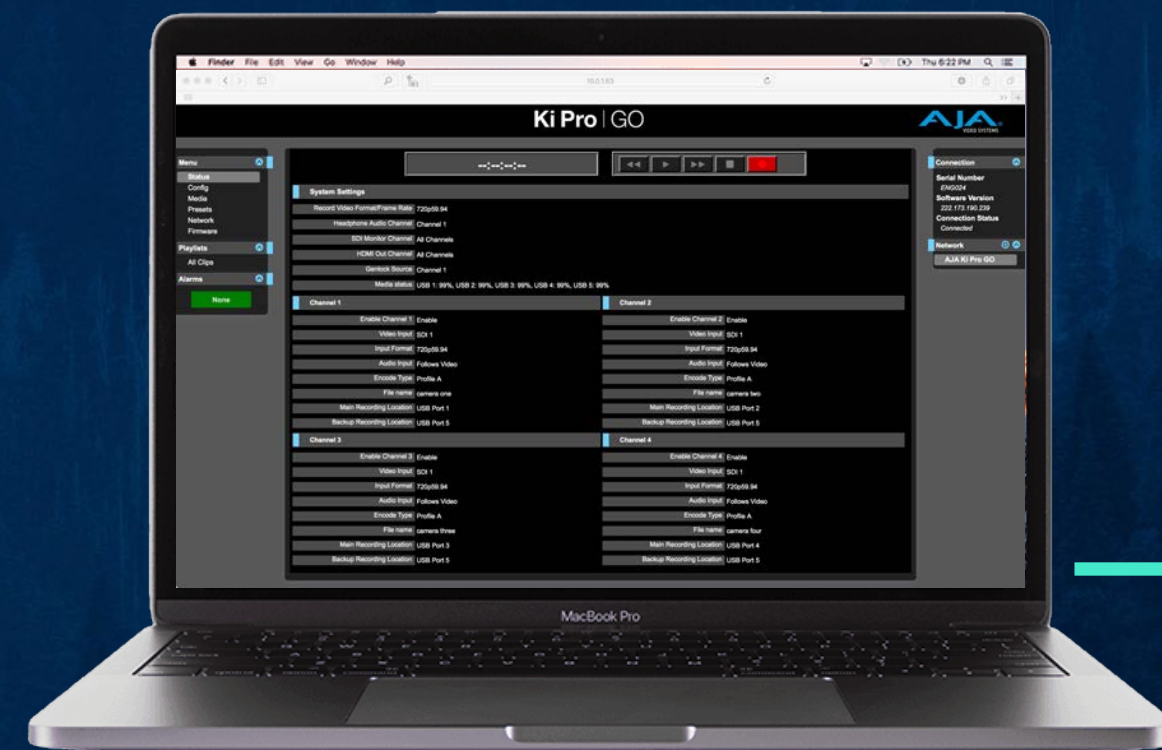 Finder File Edit View Go Window Help
Thu 6:22 PM
10.0.1.63
Ki Pro | GO
AJA
VIDEO SYSTEMS
Menu
Status
Config
Media
Presets
Network
Firmware
Playlists
All Clips
Alarms
None
--:--:--:--
System Settings
Record Video Format/Frame Rate 720p59.94
Headphone Audio Channel Channel 1
SDI Monitor Channel All Channels
HDMI Out Channel All Channels
Genlock Source Channel 1
Media status USB 1: 99%, USB 2: 99%, USB 3: 99%, USB 4: 99%, USB 5: 99%
Channel 1
Enable Channel 1 Enable
Video Input SDI 1
Input Format 720p59.94
Audio Input Follows Video
Encode Type Profile A
File name camera one
Main Recording Location USB Port 1
Backup Recording Location USB Port 5
Channel 2
Enable Channel 2 Enable
Video Input SDI 1
Input Format 720p59.94
Audio Input Follows Video
Encode Type Profile A
File name camera two
Main Recording Location USB Port 2
Backup Recording Location USB Port 5
Channel 3
Enable Channel 3 Enable
Video Input SDI 1
Input Format 720p59.94
Audio Input Follows Video
Encode Type Profile A
File name camera three
Main Recording Location USB Port 3
Backup Recording Location USB Port 5
Channel 4
Enable Channel 4 Enable
Video Input SDI 1
Input Format 720p59.94
Audio Input Follows Video
Encode Type Profile A
File name camera four
Main Recording Location USB Port 4
Backup Recording Location USB Port 5
Connection
Serial Number
ENG024
Software Version
222.173.190.239
Connection Status
Connected
Network
AJA Ki Pro GO
MacBook Pro